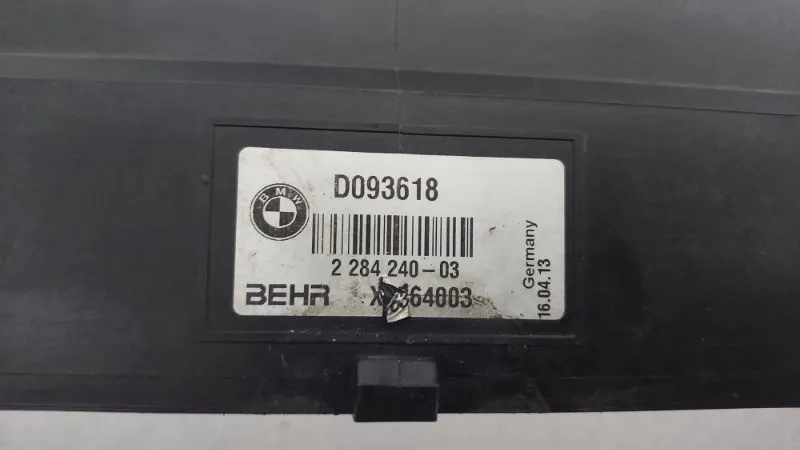 BMW
D093618
2 284 240-03
BEHR
Germany
16.04.13